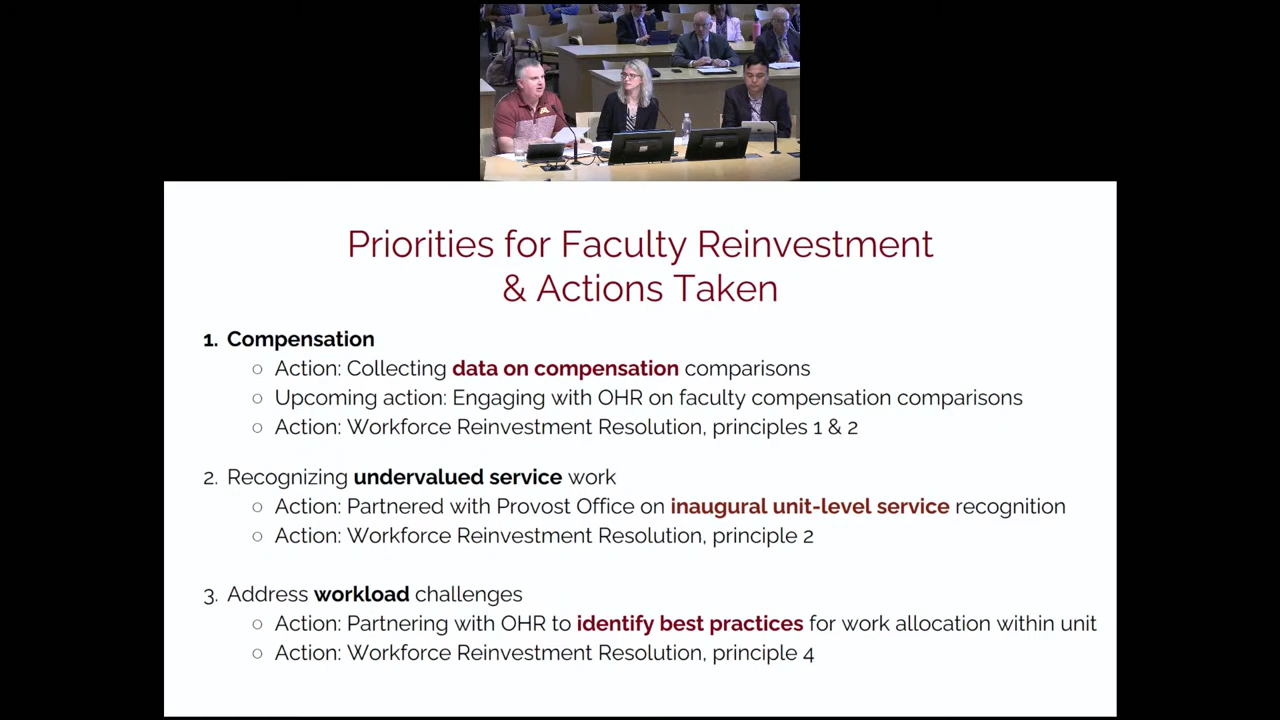 Priorities for Faculty Reinvestment
& Actions Taken
1. Compensation
○ Action: Collecting data on compensation comparisons
○ Upcoming action: Engaging with OHR on faculty compensation comparisons
○ Action: Workforce Reinvestment Resolution, principles 1 & 2
2. Recognizing undervalued service work
○ Action: Partnered with Provost Office on inaugural unit-level service recognition
○ Action: Workforce Reinvestment Resolution, principle 2
3. Address workload challenges
○ Action: Partnering with OHR to identify best practices for work allocation within unit
○ Action: Workforce Reinvestment Resolution, principle 4